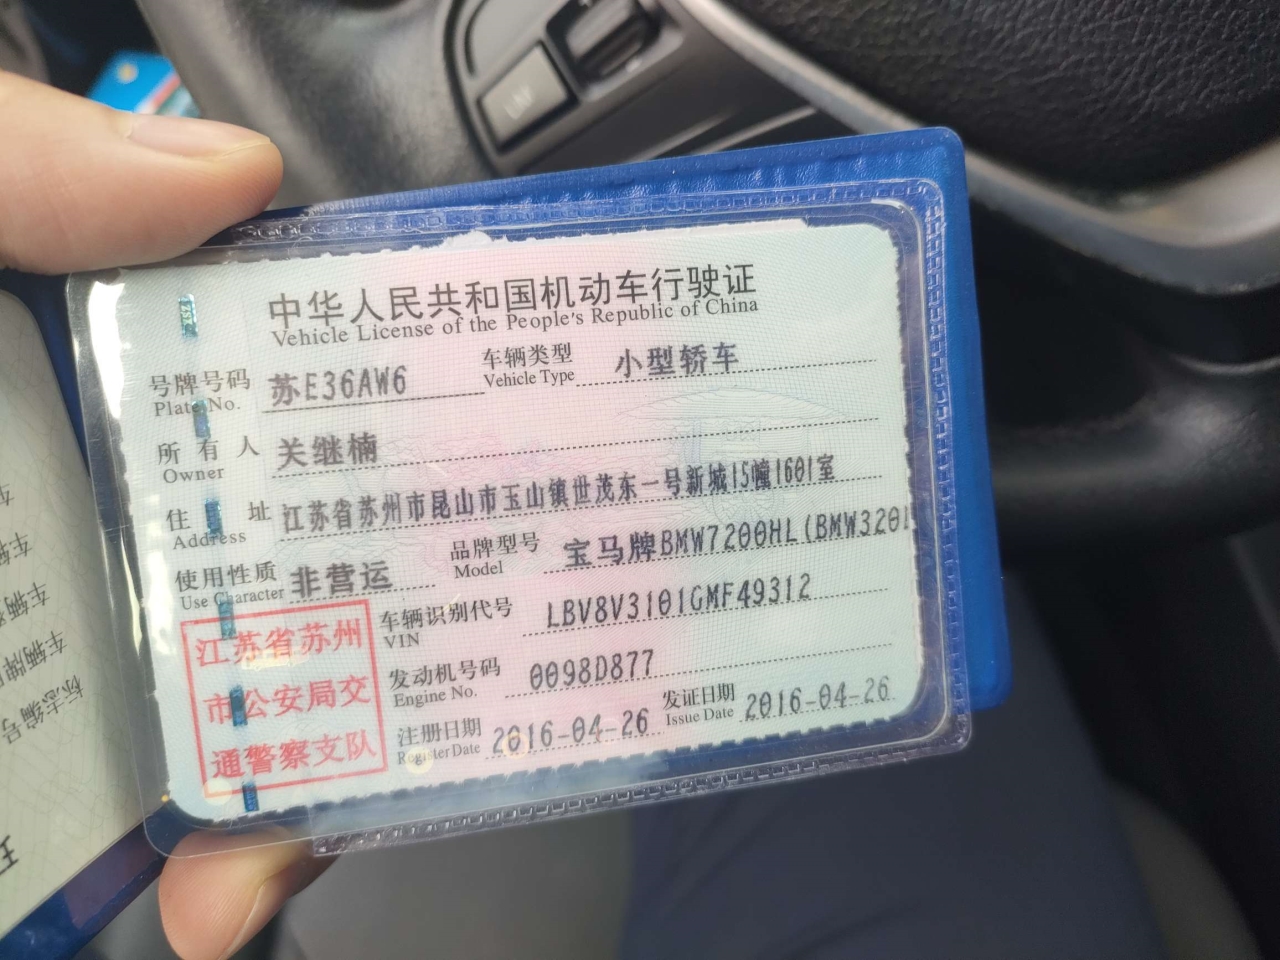 中华人民共和国机动车行驶证
Vehicle License of the People's Republic of China
号牌号码 苏E36AW6 车辆类型 小型轿车
Plate No. Vehicle Type
所有人 关继楠
Owner
住址 江苏省苏州市昆山市玉山镇世茂东一号新城15幢1601室
Address
品牌型号 宝马牌BMW7200HL(BMW320l
Model
使用性质 非营运
Use Character
车辆识别代号 LBV8V3101GMF49312
VIN
发动机号码 0098D877
Engine No.
注册日期 2016-04-26 发证日期 2016-04-26
Register Date Issue Date
江苏省苏州
市公安局交
通警察支队
标志编号